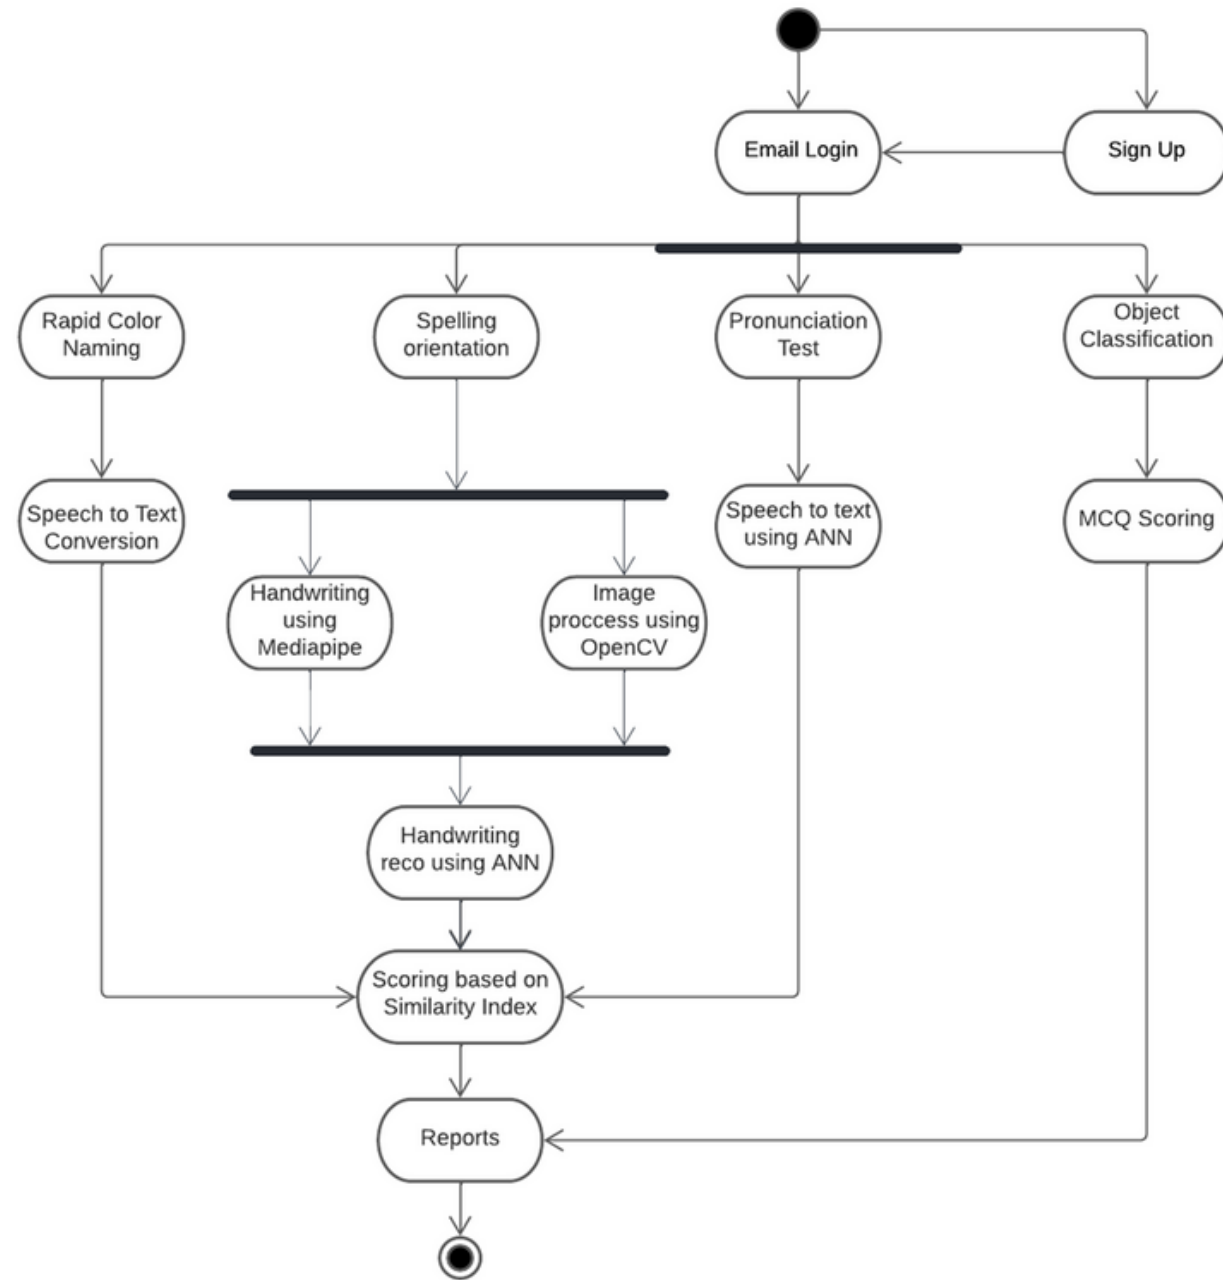 Email Login
Sign Up
Rapid Color
Naming
Spelling
orientation
Pronunciation
Test
Object
Classification
Speech to Text
Conversion
Speech to text
using ANN
MCQ Scoring
Handwriting
using
Mediapipe
Image
proccess using
OpenCV
Handwriting
reco using ANN
Scoring based on
Similarity Index
Reports